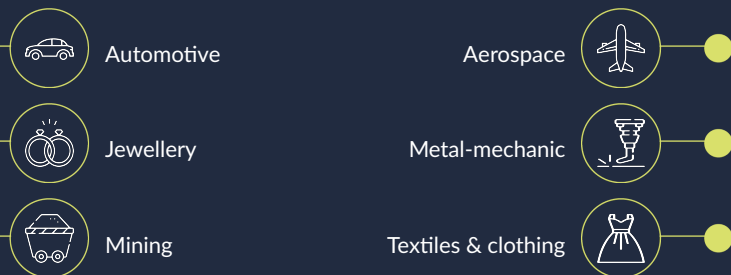 Automotive
Aerospace
Jewellery
Metal-mechanic
Mining
Textiles & clothing